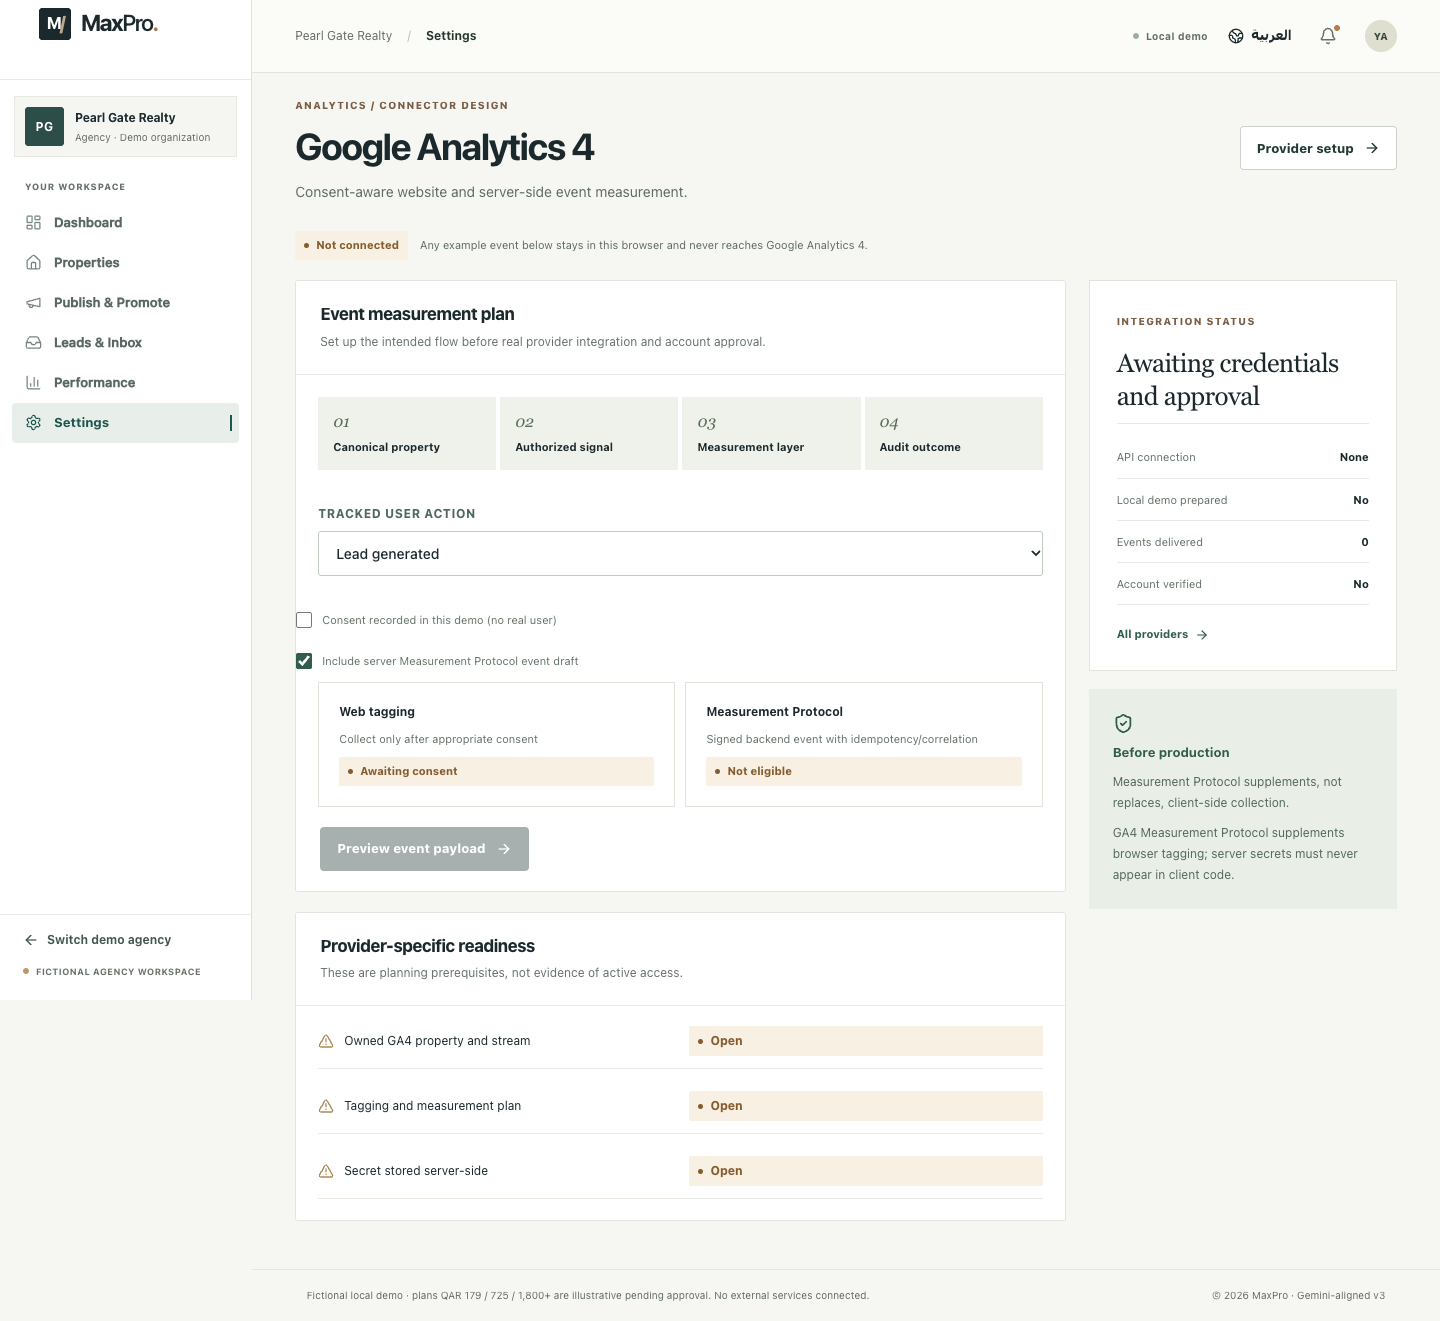 M/ MaxPro.
Pearl Gate Realty / Settings
Local demo
العربية
YA
PG
Pearl Gate Realty
Agency · Demo organization
YOUR WORKSPACE
Dashboard
Properties
Publish & Promote
Leads & Inbox
Performance
Settings
Switch demo agency
FICTIONAL AGENCY WORKSPACE
ANALYTICS / CONNECTOR DESIGN
Google Analytics 4
Consent-aware website and server-side event measurement.
Provider setup
Not connected
Any example event below stays in this browser and never reaches Google Analytics 4.
Event measurement plan
Set up the intended flow before real provider integration and account approval.
01
Canonical property
02
Authorized signal
03
Measurement layer
04
Audit outcome
TRACKED USER ACTION
Lead generated
Consent recorded in this demo (no real user)
Include server Measurement Protocol event draft
Web tagging
Collect only after appropriate consent
Awaiting consent
Measurement Protocol
Signed backend event with idempotency/correlation
Not eligible
Preview event payload
Provider-specific readiness
These are planning prerequisites, not evidence of active access.
Owned GA4 property and stream
Open
Tagging and measurement plan
Open
Secret stored server-side
Open
INTEGRATION STATUS
Awaiting credentials
and approval
API connection None
Local demo prepared No
Events delivered 0
Account verified No
All providers
Before production
Measurement Protocol supplements, not
replaces, client-side collection.
GA4 Measurement Protocol supplements
browser tagging; server secrets must never
appear in client code.
Fictional local demo · plans QAR 179 / 725 / 1,800+ are illustrative pending approval. No external services connected.
© 2026 MaxPro · Gemini-aligned v3